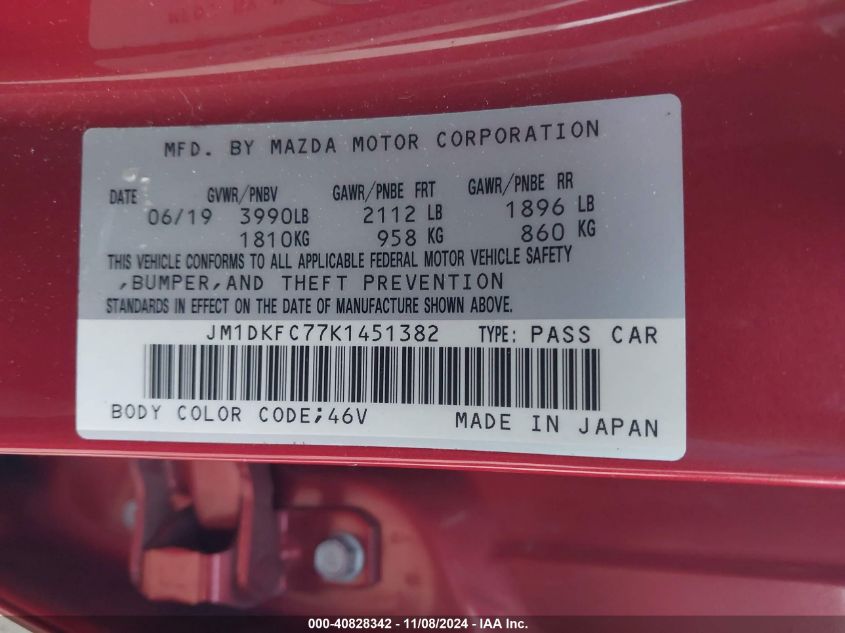 MFD. BY MAZDA MOTOR CORPORATION
DATE GVWR/PNBV GAWR/PNBE FRT GAWR/PNBE RR
06/19 3990LB 2112 LB 1896 LB
1810KG 958 KG 860 KG
THIS VEHICLE CONFORMS TO ALL APPLICABLE FEDERAL MOTOR VEHICLE SAFETY
,BUMPER,AND THEFT PREVENTION
STANDARDS IN EFFECT ON THE DATE OF MANUFACTURE SHOWN ABOVE.
JM1DKFC77K1451382 TYPE: PASS CAR
BODY COLOR CODE;46V MADE IN JAPAN
000-40828342 — 11/08/2024 — IAA Inc.